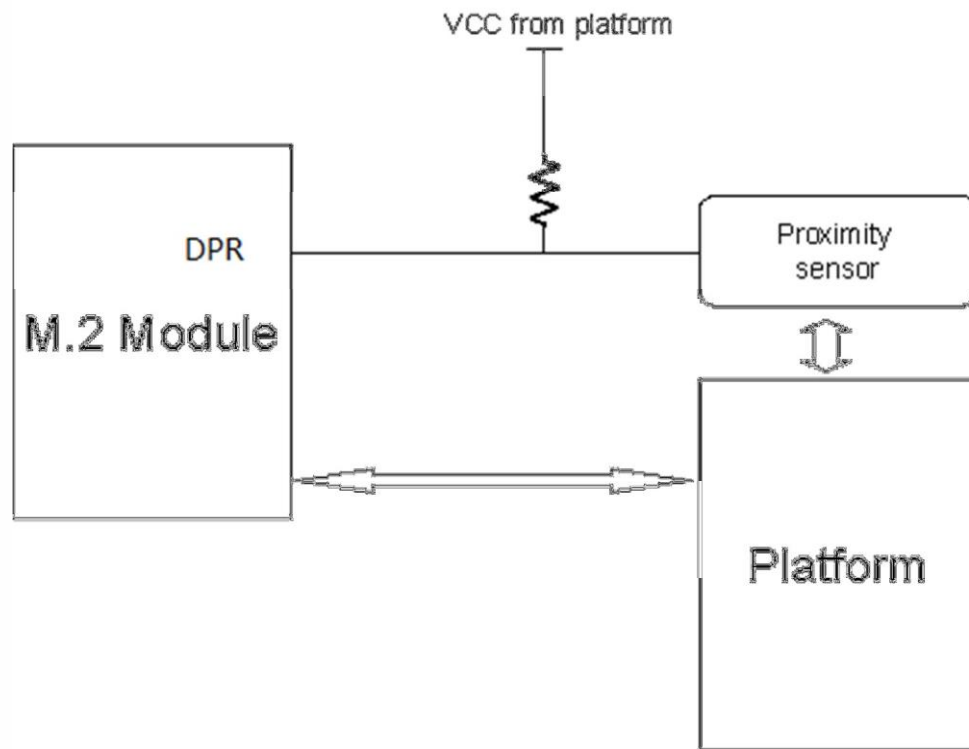 VCC from platform
DPR
M.2 Module
Proximity
sensor
Platform